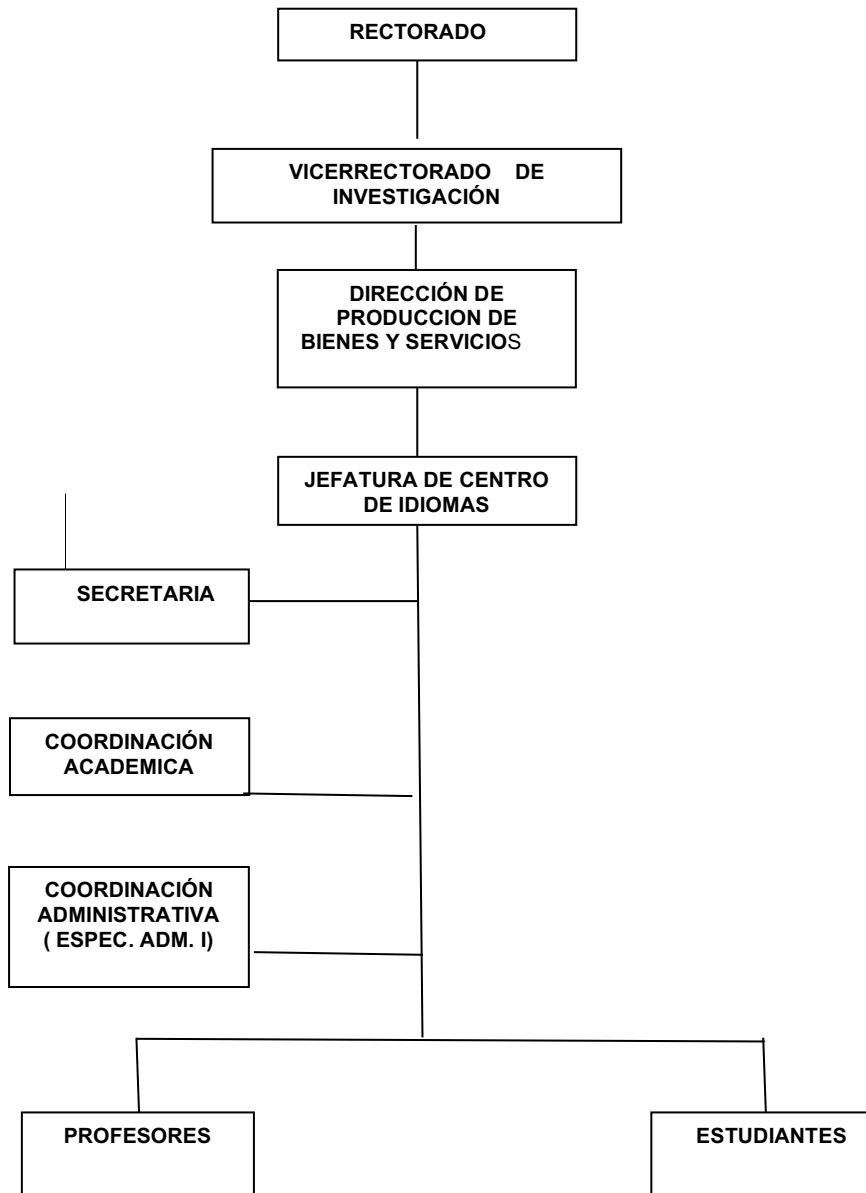 RECTORADO
VICERRECTORADO DE
INVESTIGACIÓN
DIRECCIÓN DE
PRODUCCION DE
BIENES Y SERVICIOS
JEFATURA DE CENTRO
DE IDIOMAS
SECRETARIA
COORDINACIÓN
ACADEMICA
COORDINACIÓN
ADMINISTRATIVA
( ESPEC. ADM. I)
PROFESORES
ESTUDIANTES